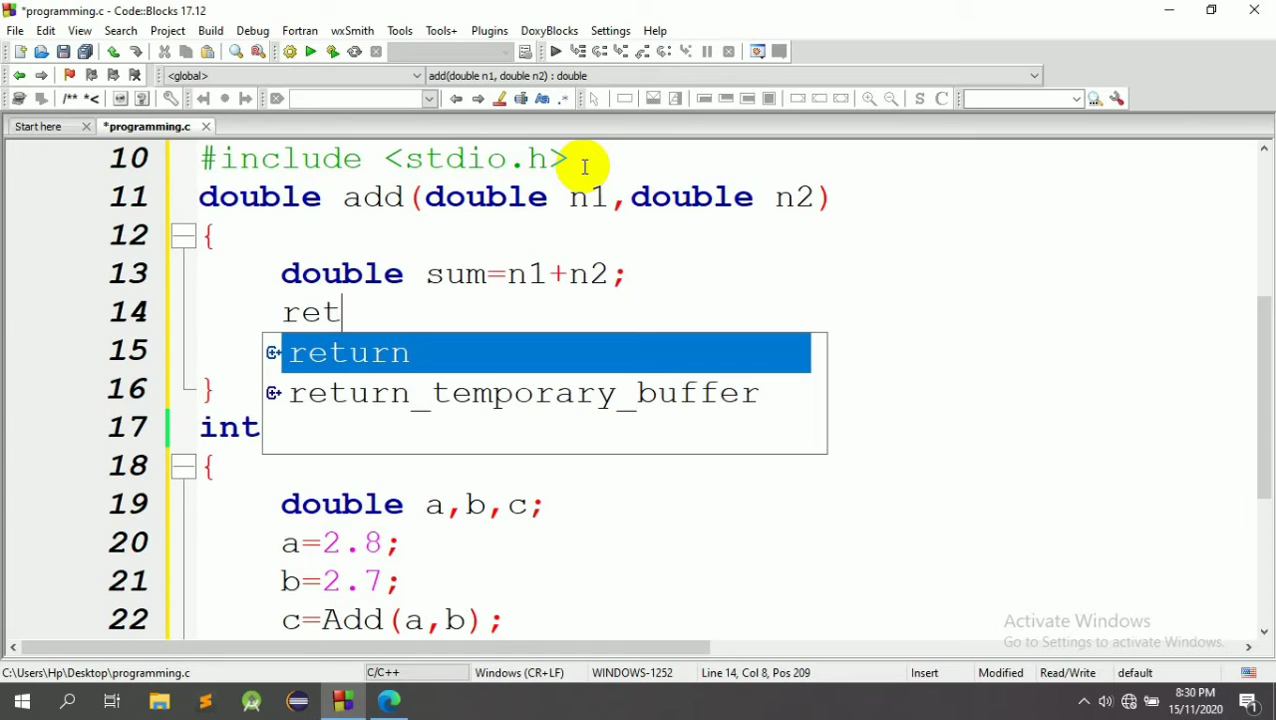 *programming.c - Code::Blocks 17.12
File Edit View Search Project Build Debug Fortran wxSmith Tools Tools+ Plugins DoxyBlocks Settings Help
<global> add(double n1, double n2) : double
/** *<
S C
Start here *programming.c
10 #include <stdio.h>
11 double add(double n1,double n2)
12 {
13 double sum=n1+n2;
14 ret
return
15
return_temporary_buffer
16 }
17 int
18 {
19 double a,b,c;
20 a=2.8;
21 b=2.7;
22 c=Add(a,b);
Activate Windows
Go to Settings to activate Windows.
C:\Users\Hp\Desktop\programming.c C/C++ Windows (CR+LF) WINDOWS-1252 Line 14, Col 8, Pos 209 Insert Modified Read/Write default
8:30 PM
15/11/2020